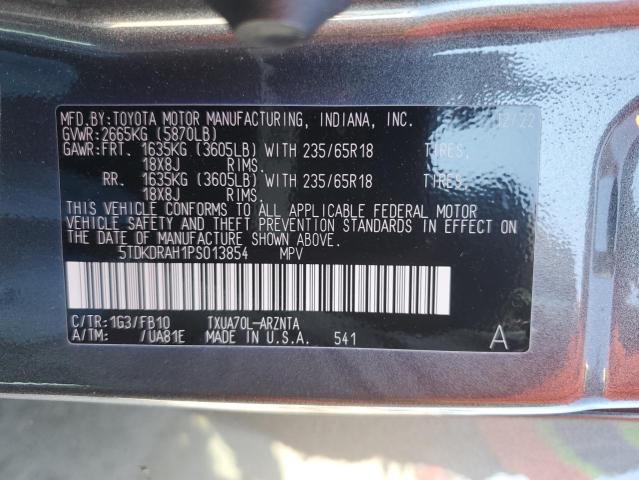 MFD.BY:TOYOTA MOTOR MANUFACTURING, INDIANA, INC. 12/22
GVWR:2665KG (5870LB)
GAWR:FRT. 1635KG (3605LB) WITH 235/65R18 TIRES,
18X8J RIMS.
RR. 1635KG (3605LB) WITH 235/65R18 TIRES,
18X8J RIMS.
THIS VEHICLE CONFORMS TO ALL APPLICABLE FEDERAL MOTOR
VEHICLE SAFETY AND THEFT PREVENTION STANDARDS IN EFFECT ON
THE DATE OF MANUFACTURE SHOWN ABOVE.
5TDKDRAH1PS013854 MPV
C/TR:1G3/FB10 TXUA70L-ARZNTA
A/TM: /UA81E MADE IN U.S.A. 541 A